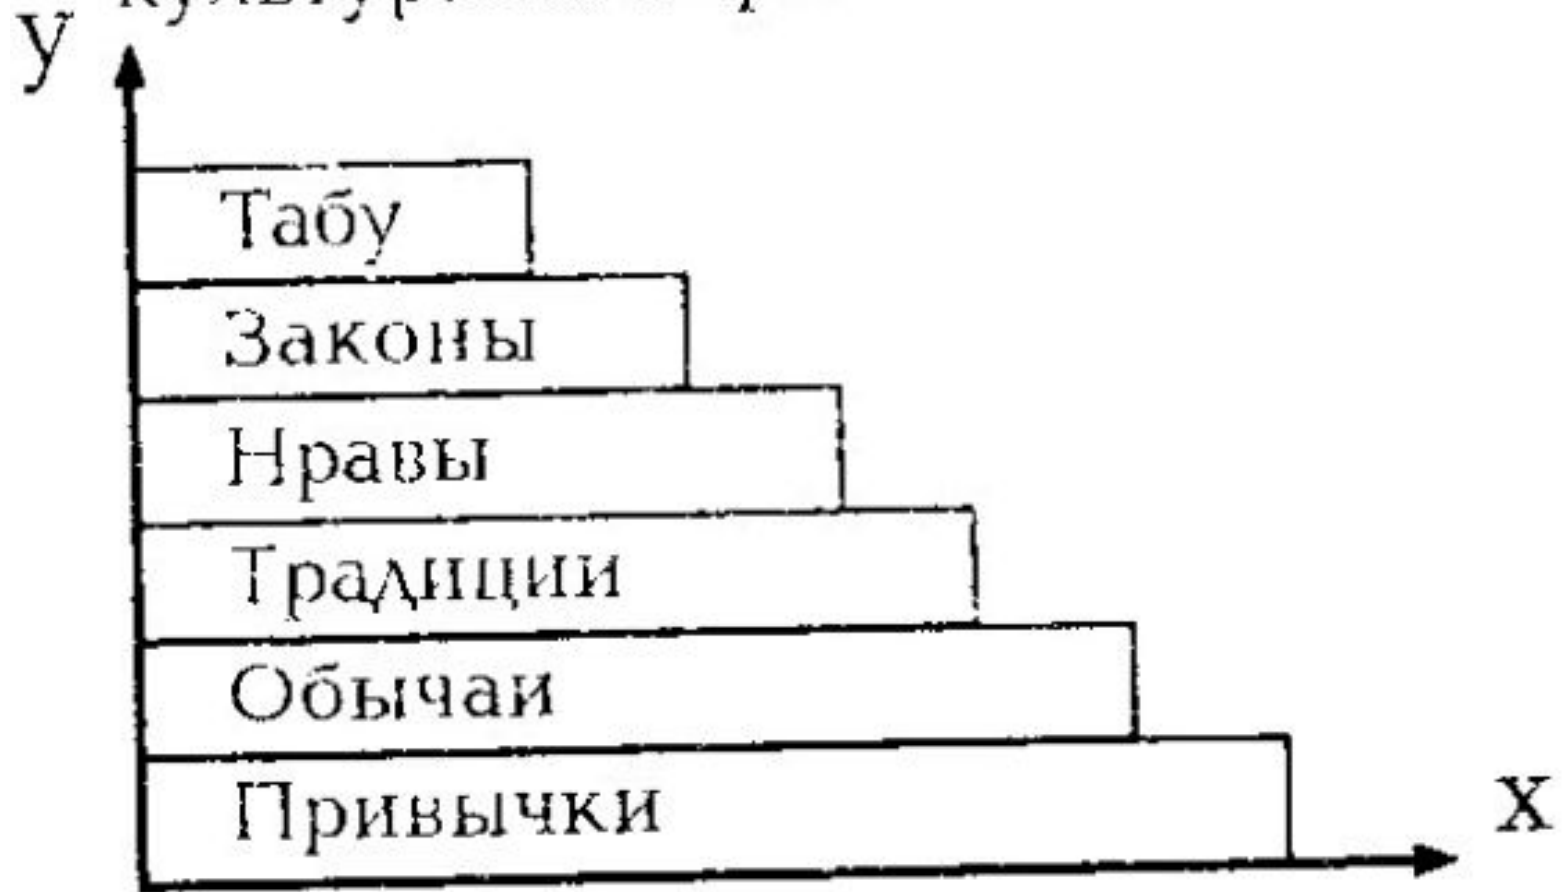 у
Табу
Законы
Нравы
Традиции
Обычаи
Привычки
х